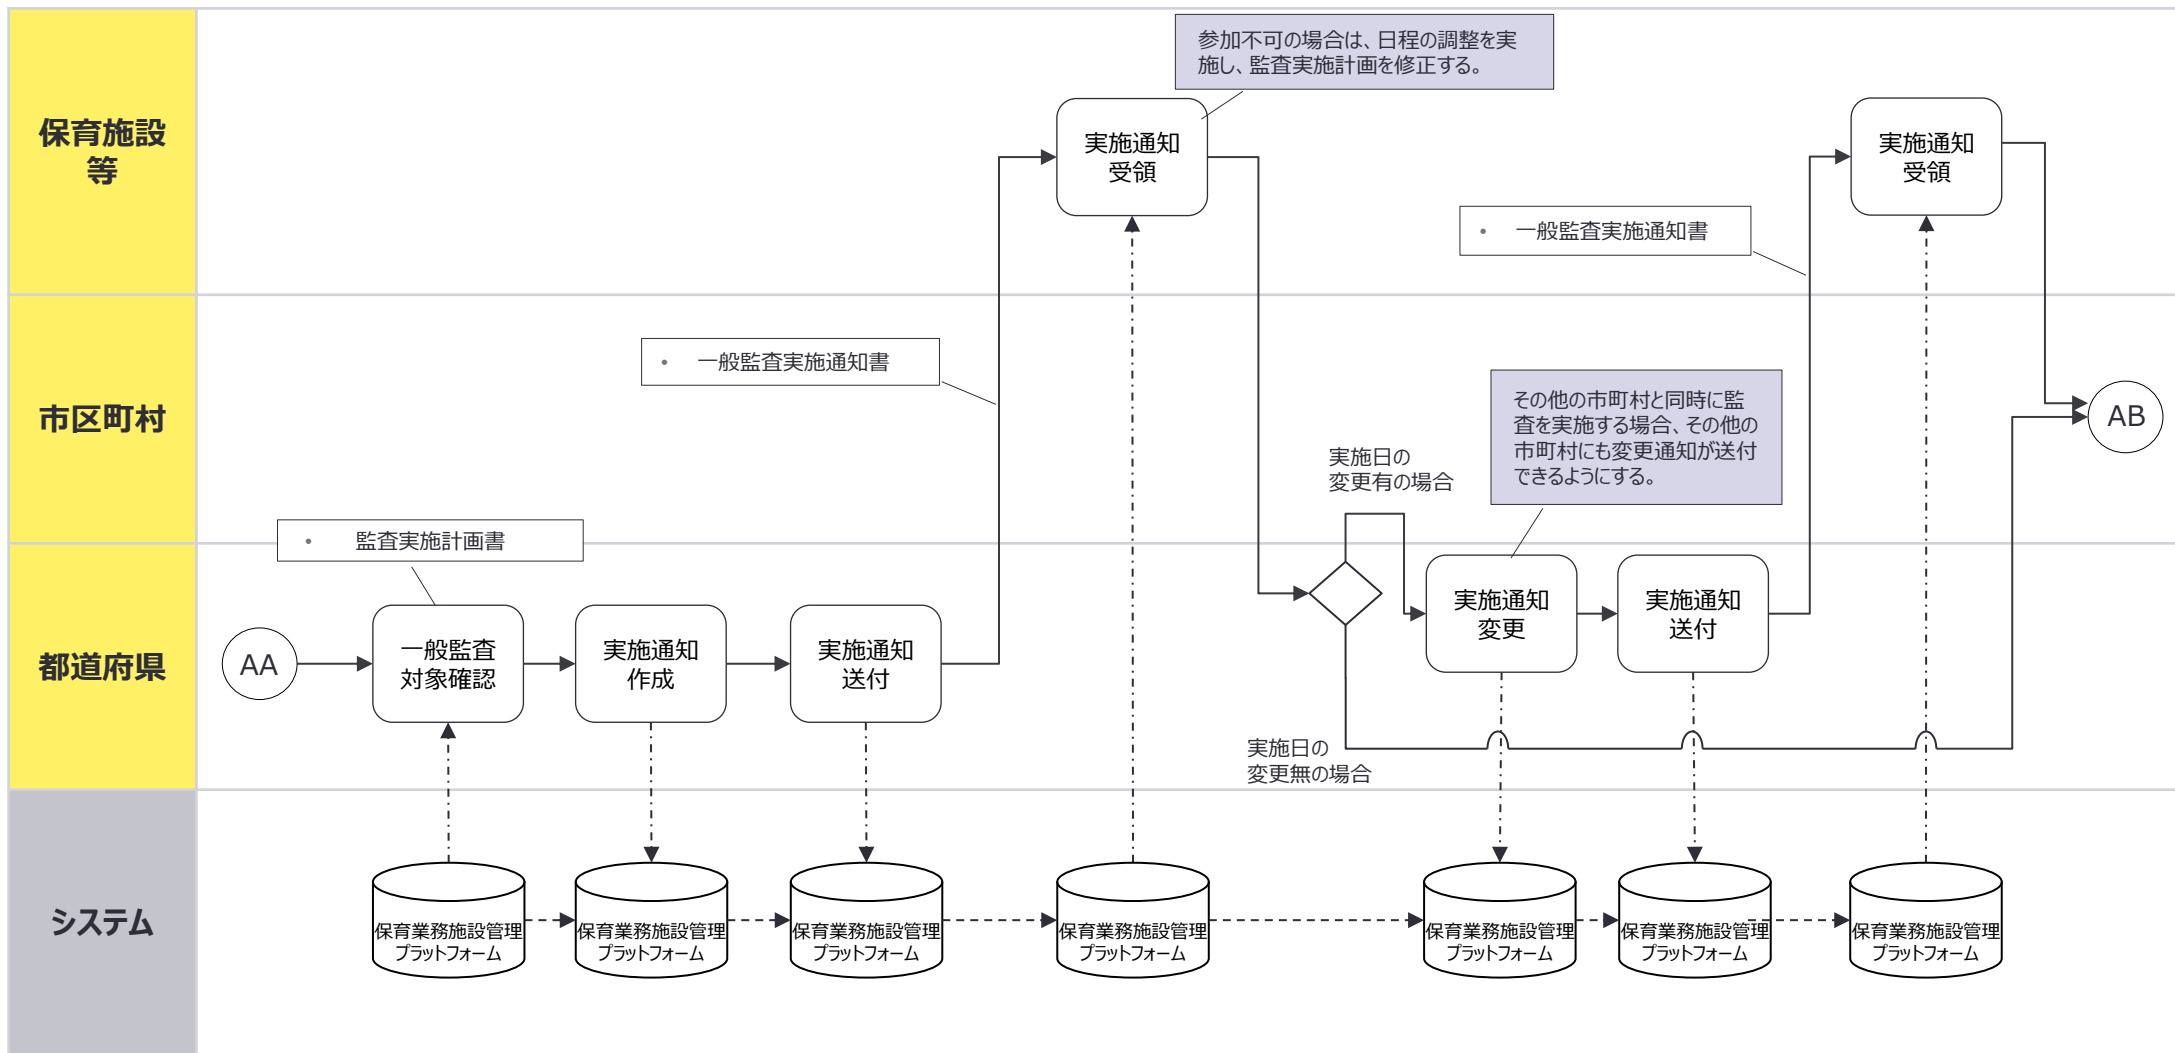 保育施設
等
参加不可の場合は、日程の調整を実
施し、監査実施計画を修正する。
実施通知
受領
実施通知
受領
• 一般監査実施通知書
市区町村
• 一般監査実施通知書
その他の市町村と同時に監
査を実施する場合、その他の
市町村にも変更通知が送付
できるようにする。
実施日の
変更有の場合
AB
都道府県
• 監査実施計画書
AA
一般監査
対象確認
実施通知
作成
実施通知
送付
実施通知
変更
実施通知
送付
実施日の
変更無の場合
システム
保育業務施設管理
プラットフォーム
保育業務施設管理
プラットフォーム
保育業務施設管理
プラットフォーム
保育業務施設管理
プラットフォーム
保育業務施設管理
プラットフォーム
保育業務施設管理
プラットフォーム
保育業務施設管理
プラットフォーム